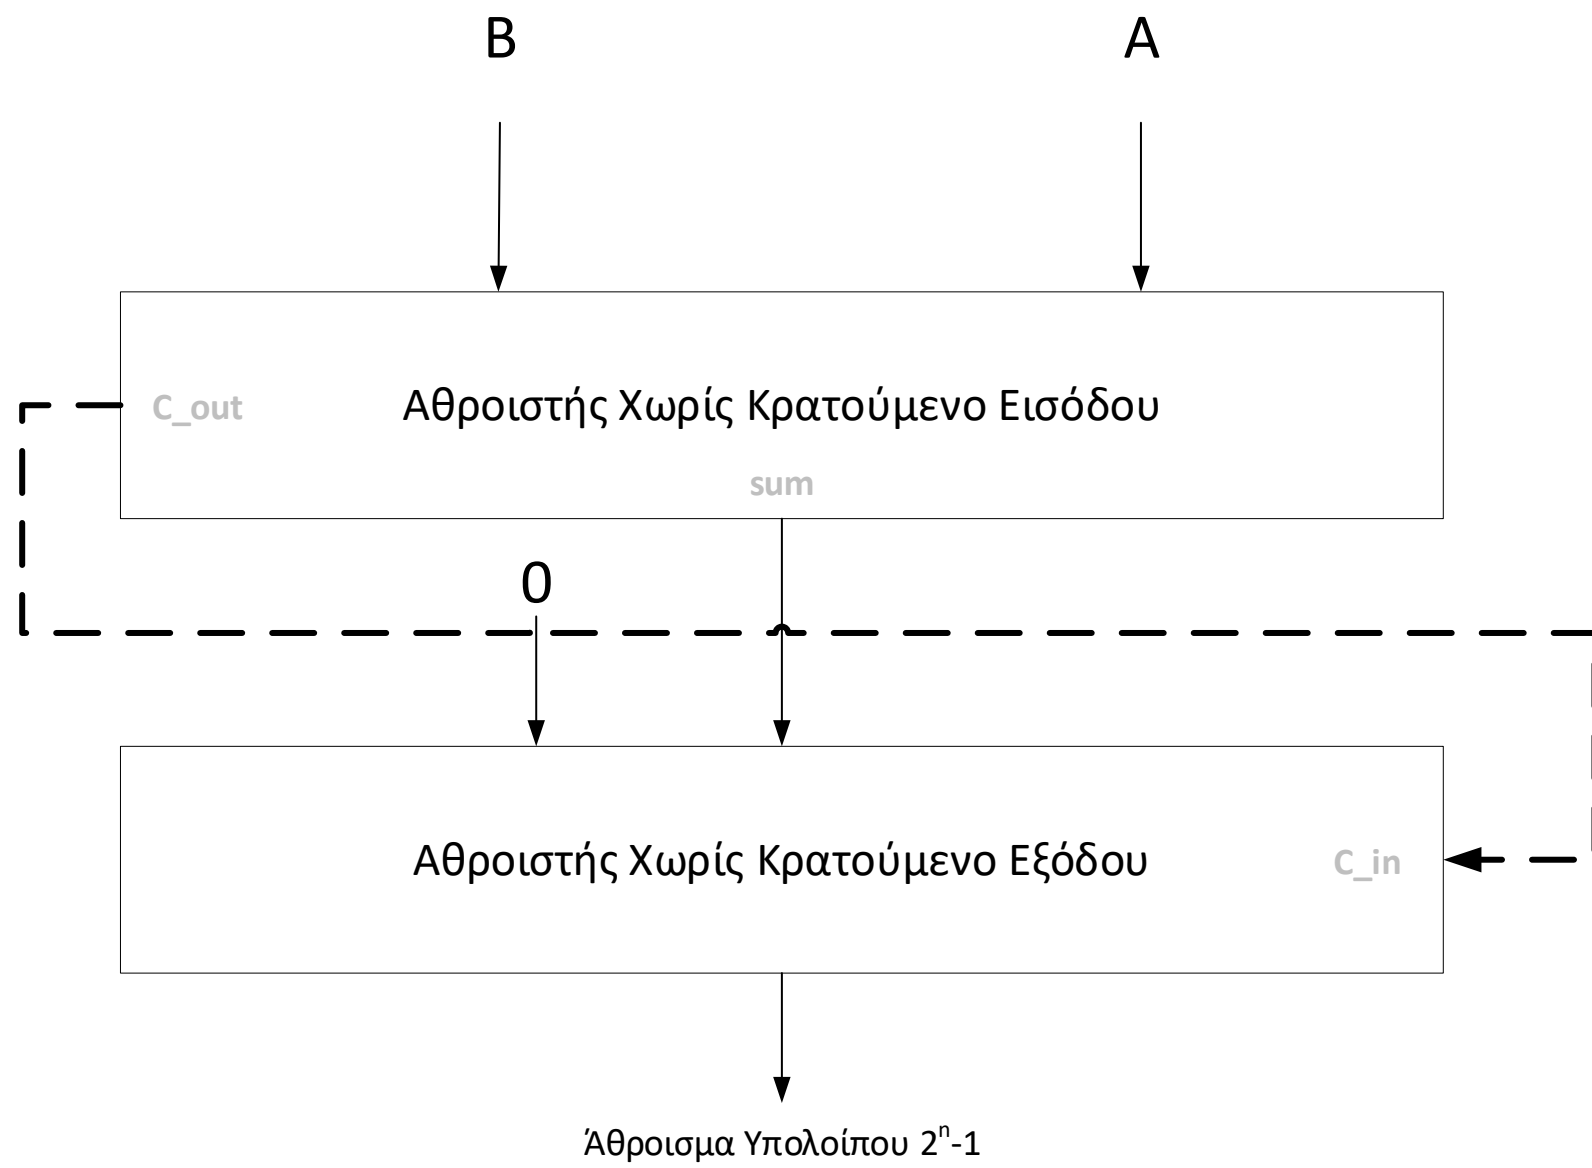 B
A
C_out
Αθροιστής Χωρίς Κρατούμενο Εισόδου
sum
0
Αθροιστής Χωρίς Κρατούμενο Εξόδου
C_in
Άθροισμα Υπολοίπου 2ⁿ-1